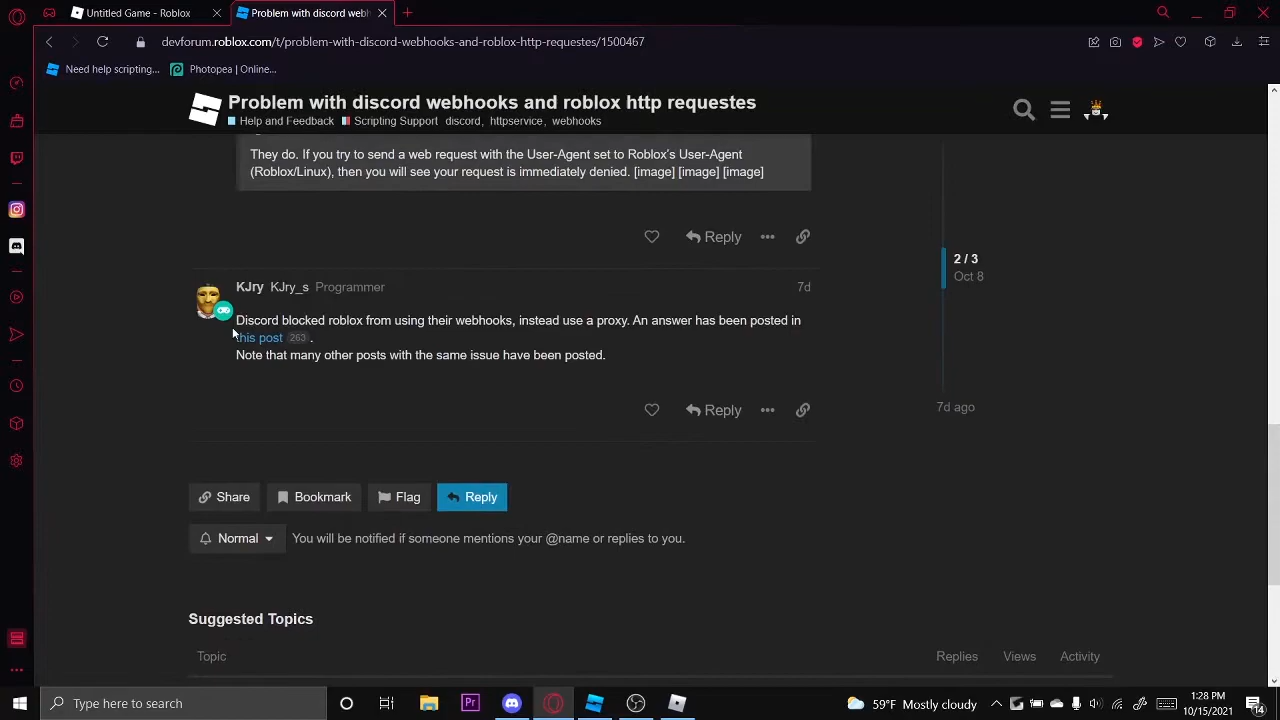 Untitled Game - Roblox
Problem with discord webh
devforum.roblox.com/t/problem-with-discord-webhooks-and-roblox-http-requestes/1500467
Need help scripting...
Photopea | Online...
Problem with discord webhooks and roblox http requestes
Help and Feedback Scripting Support discord, httpservice, webhooks
They do. If you try to send a web request with the User-Agent set to Roblox's User-Agent
(Roblox/Linux), then you will see your request is immediately denied. [image] [image] [image]
Reply
2 / 3
Oct 8
KJry KJry_s Programmer 7d
Discord blocked roblox from using their webhooks, instead use a proxy. An answer has been posted in
this post 263 .
Note that many other posts with the same issue have been posted.
Reply
7d ago
Share
Bookmark
Flag
Reply
Normal
You will be notified if someone mentions your @name or replies to you.
Suggested Topics
Topic Replies Views Activity
Type here to search
Pr
59°F Mostly cloudy
1:28 PM
10/15/2021
4